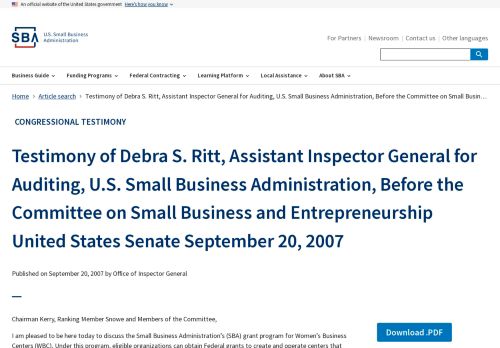 An official website of the United States government Here's how you know
SBA U.S. Small Business
Administration
For Partners Newsroom Contact us Other languages
Business Guide Funding Programs Federal Contracting Learning Platform Local Assistance About SBA
Home Article search Testimony of Debra S. Ritt, Assistant Inspector General for Auditing, U.S. Small Business Administration, Before the Committee on Small Busin...
CONGRESSIONAL TESTIMONY
Testimony of Debra S. Ritt, Assistant Inspector General for
Auditing, U.S. Small Business Administration, Before the
Committee on Small Business and Entrepreneurship
United States Senate September 20, 2007
Published on September 20, 2007 by Office of Inspector General
Chairman Kerry, Ranking Member Snowe and Members of the Committee,
Download .PDF
I am pleased to be here today to discuss the Small Business Administration's (SBA) grant program for Women's Business
Centers (WBC). Under this program, eligible organizations can obtain Federal grants to create and operate centers that